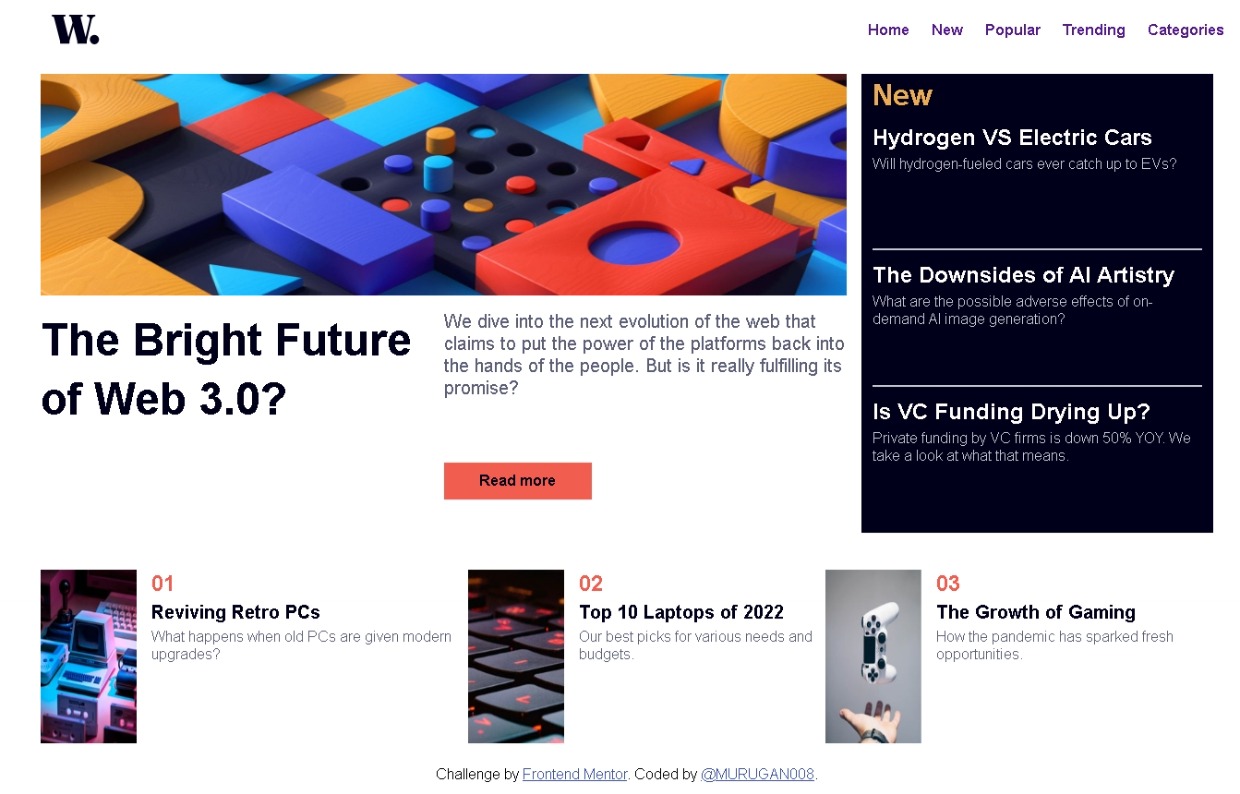 W.
Home New Popular Trending Categories
New
Hydrogen VS Electric Cars
Will hydrogen-fueled cars ever catch up to EVs?
The Downsides of AI Artistry
What are the possible adverse effects of on-
demand AI image generation?
Is VC Funding Drying Up?
Private funding by VC firms is down 50% YOY. We
take a look at what that means.
The Bright Future
of Web 3.0?
We dive into the next evolution of the web that
claims to put the power of the platforms back into
the hands of the people. But is it really fulfilling its
promise?
Read more
01
Reviving Retro PCs
What happens when old PCs are given modern
upgrades?
02
Top 10 Laptops of 2022
Our best picks for various needs and
budgets.
03
The Growth of Gaming
How the pandemic has sparked fresh
opportunities.
Challenge by Frontend Mentor. Coded by @MURUGAN008.